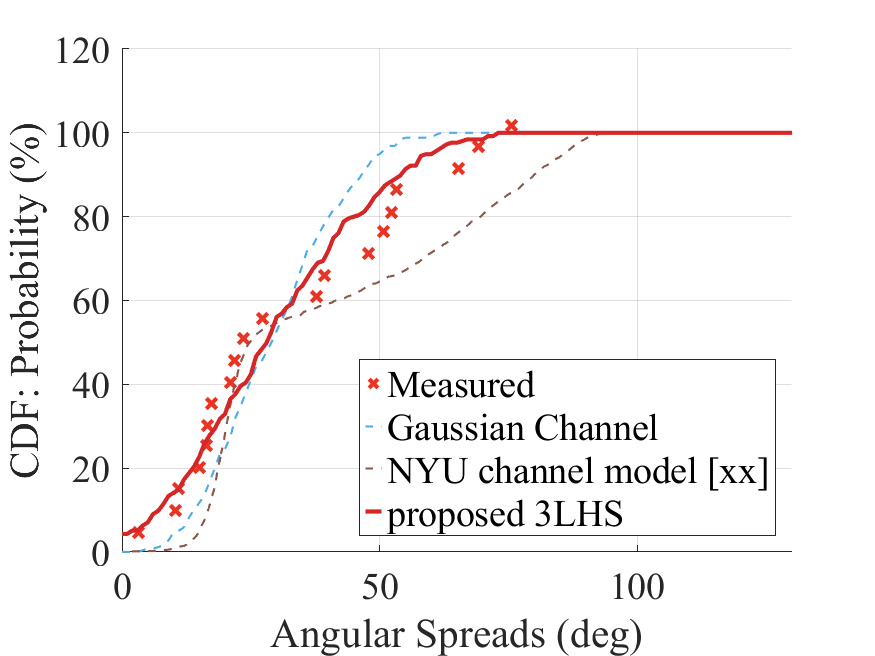 120
100
80
60
40
20
0
CDF: Probability (%)
Measured
Gaussian Channel
NYU channel model [xx]
proposed 3LHS
0 50 100
Angular Spreads (deg)